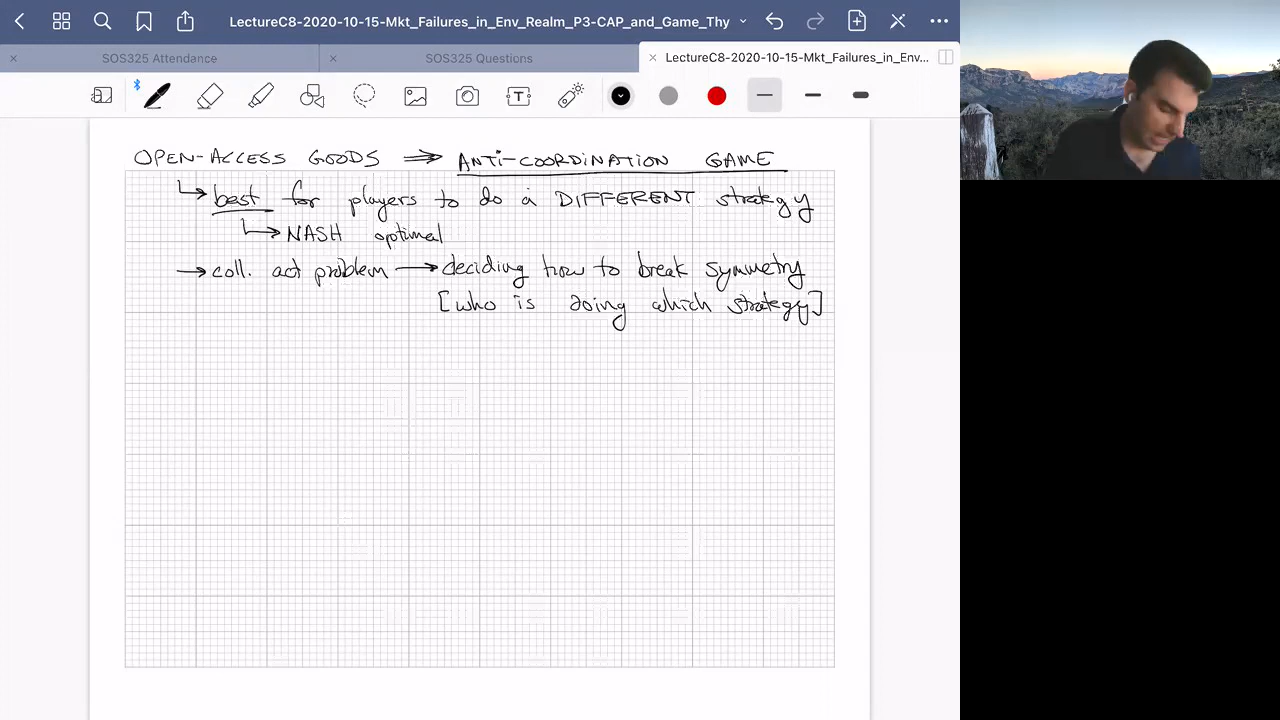 LectureC8-2020-10-15-Mkt_Failures_in_Env_Realm_P3-CAP_and_Game_Thy
SOS325 Attendance
SOS325 Questions
LectureC8-2020-10-15-Mkt_Failures_in_Env...
OPEN-ACCESS GOODS ⇒ ANTI-COORDINATION GAME
↳ best for players to do a DIFFERENT strategy
↳ NASH optimal
→ coll. act problem → deciding how to break symmetry
[who is doing which strategy]